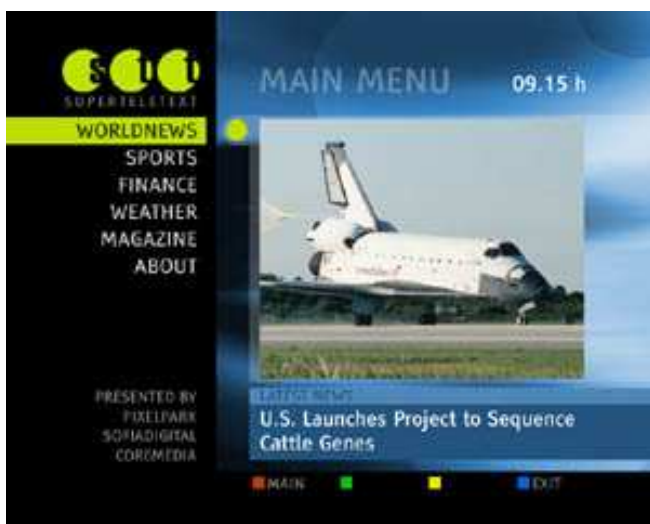 SUPERTELETEXT
MAIN MENU
09.15 h
WORLDNEWS
SPORTS
FINANCE
WEATHER
MAGAZINE
ABOUT
PRESENTED BY
PIXELPARK
SOFIADIGITAL
COREMEDIA
LATEST NEWS
U.S. Launches Project to Sequence
Cattle Genes
MAIN
EXIT